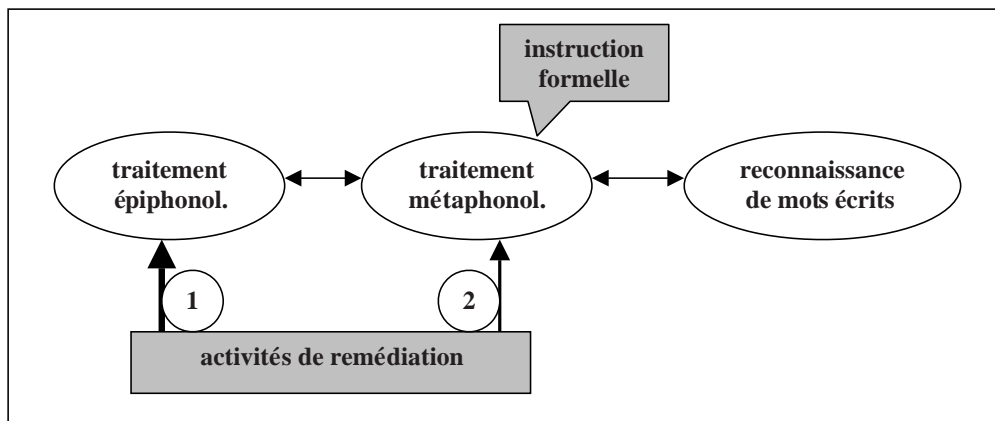 instruction
formelle
traitement
épiphonol.
traitement
métaphonol.
reconnaissance
de mots écrits
1
2
activités de remédiation